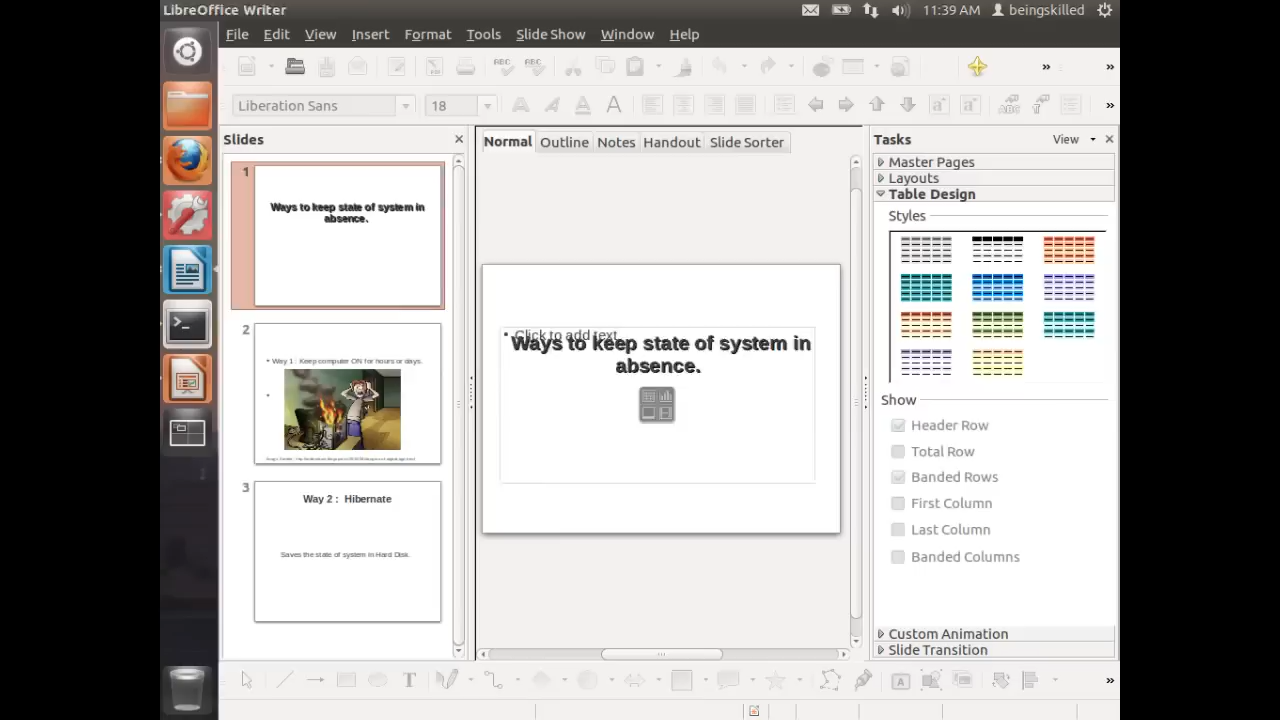 LibreOffice Writer
11:39 AM
beingskilled
File Edit View Insert Format Tools Slide Show Window Help
ABC ABC
»
»
Liberation Sans
18
»
Slides
Normal Outline Notes Handout Slide Sorter
Tasks
View
1
Ways to keep state of system in
absence.
2
• Way 1 : Keep computer ON for hours or days.
3
Way 2 : Hibernate
Saves the state of system in Hard Disk.
• Click to add text
Ways to keep state of system in
absence.
Master Pages
Layouts
Table Design
Styles
Show
Header Row
Total Row
Banded Rows
First Column
Last Column
Banded Columns
Custom Animation
Slide Transition
»